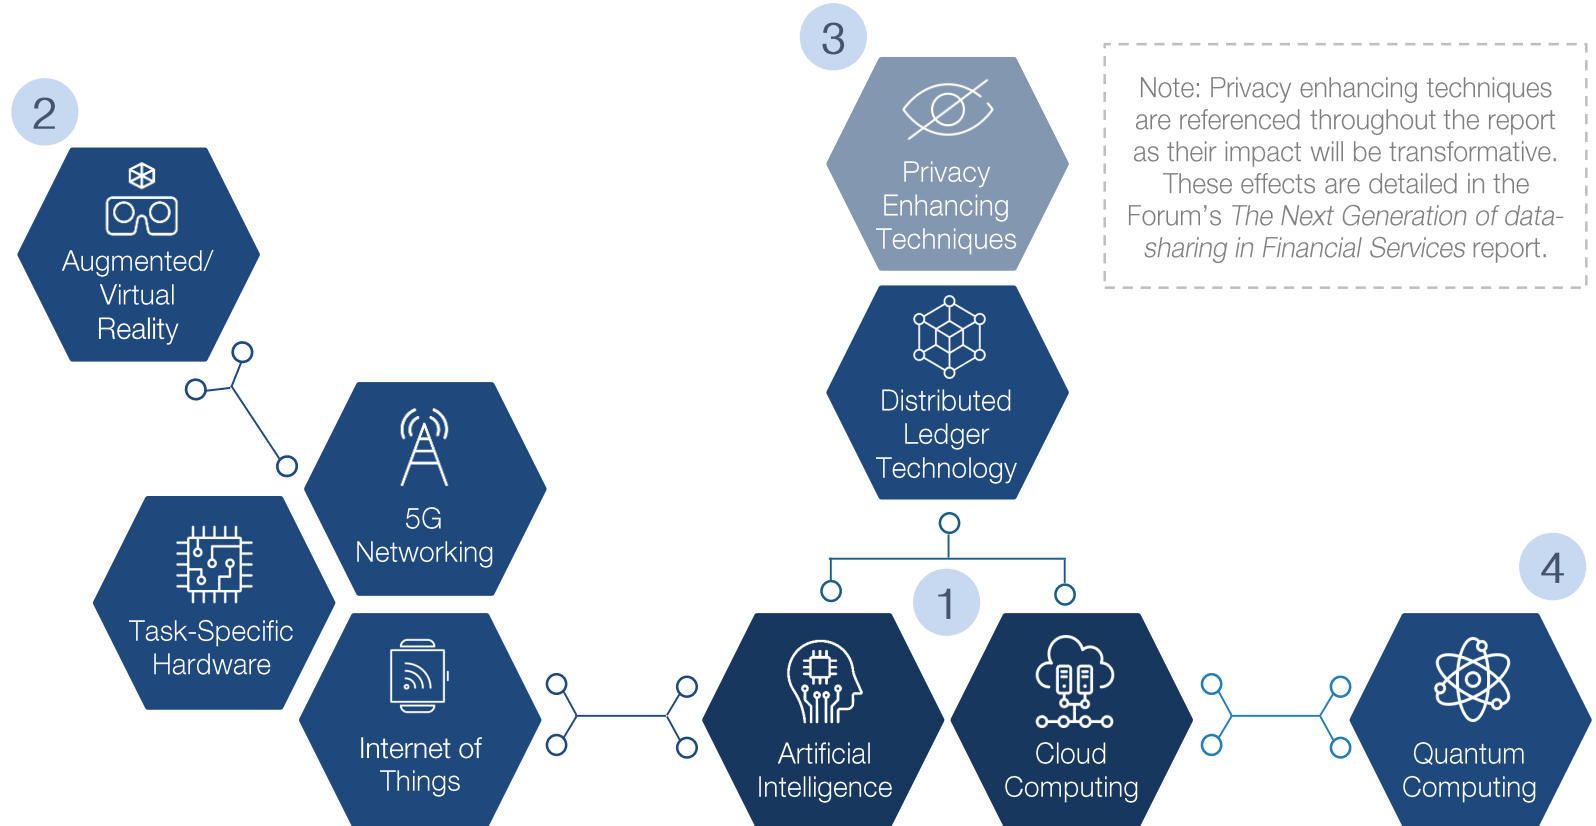 3
Note: Privacy enhancing techniques
are referenced throughout the report
as their impact will be transformative.
These effects are detailed in the
Forum's The Next Generation of data-
sharing in Financial Services report.
2
Privacy
Enhancing
Techniques
Augmented/
Virtual
Reality
Distributed
Ledger
Technology
5G
Networking
4
1
Task-Specific
Hardware
Internet of
Things
Artificial
Intelligence
Cloud
Computing
Quantum
Computing